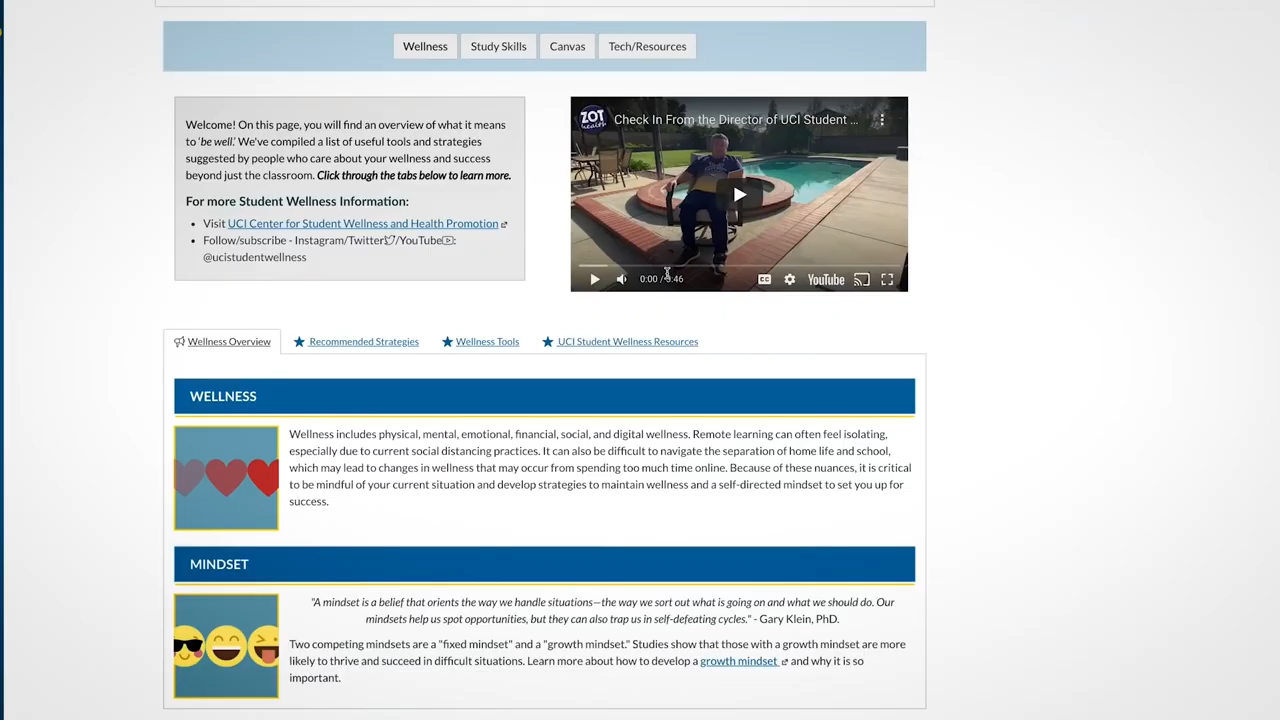 Wellness
Study Skills
Canvas
Tech/Resources
Welcome! On this page, you will find an overview of what it means
to 'be well.' We've compiled a list of useful tools and strategies
suggested by people who care about your wellness and success
beyond just the classroom. Click through the tabs below to learn more.
For more Student Wellness Information:
• Visit UCI Center for Student Wellness and Health Promotion
• Follow/subscribe - Instagram/Twitter/YouTube:
@ucistudentwellness
ZOT
health
Check In From the Director of UCI Student ...
0:00 / 3:46
CC
YouTube
Wellness Overview
Recommended Strategies
Wellness Tools
UCI Student Wellness Resources
WELLNESS
Wellness includes physical, mental, emotional, financial, social, and digital wellness. Remote learning can often feel isolating,
especially due to current social distancing practices. It can also be difficult to navigate the separation of home life and school,
which may lead to changes in wellness that may occur from spending too much time online. Because of these nuances, it is critical
to be mindful of your current situation and develop strategies to maintain wellness and a self-directed mindset to set you up for
success.
MINDSET
"A mindset is a belief that orients the way we handle situations—the way we sort out what is going on and what we should do. Our
mindsets help us spot opportunities, but they can also trap us in self-defeating cycles." - Gary Klein, PhD.
Two competing mindsets are a "fixed mindset" and a "growth mindset." Studies show that those with a growth mindset are more
likely to thrive and succeed in difficult situations. Learn more about how to develop a growth mindset and why it is so
important.